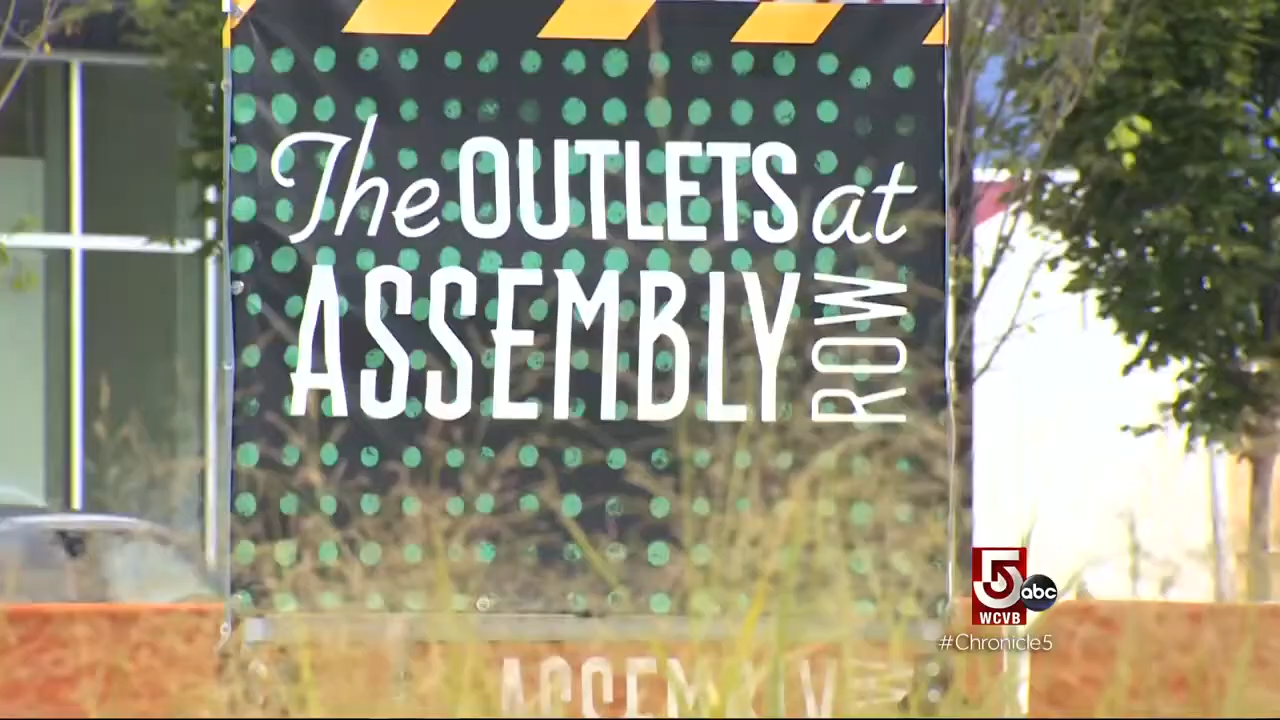 The OUTLETS at
ASSEMBLY ROW
5 abc
WCVB
#Chronicle5